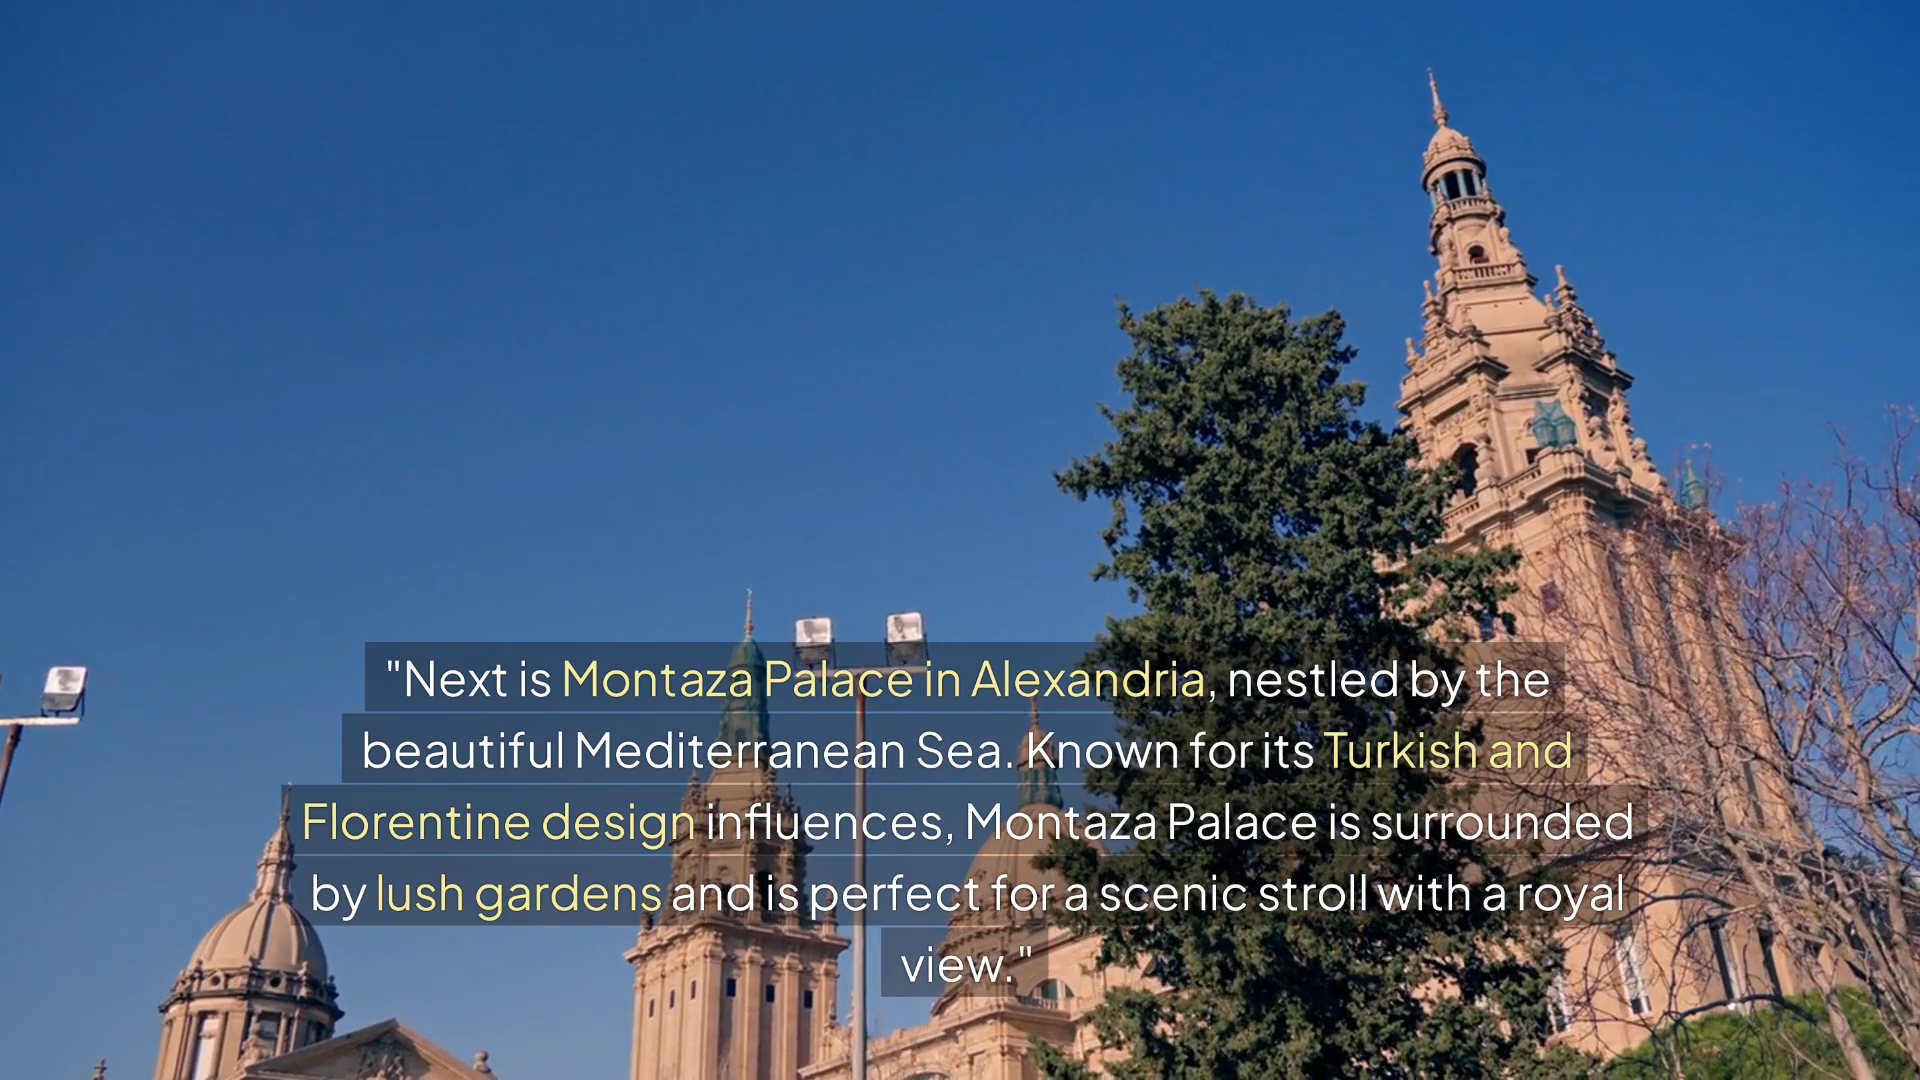 "Next is Montaza Palace in Alexandria, nestled by the
beautiful Mediterranean Sea. Known for its Turkish and
Florentine design influences, Montaza Palace is surrounded
by lush gardens and is perfect for a scenic stroll with a royal
view."